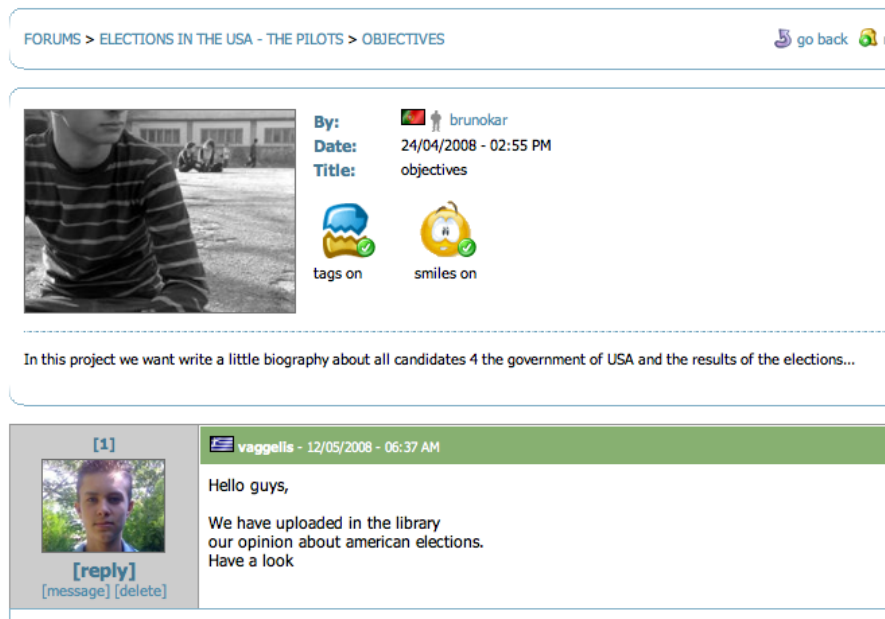 FORUMS > ELECTIONS IN THE USA - THE PILOTS > OBJECTIVES
go back
By: brunokar
Date: 24/04/2008 - 02:55 PM
Title: objectives
tags on smiles on
In this project we want write a little biography about all candidates 4 the government of USA and the results of the elections...
[1]
vaggelis - 12/05/2008 - 06:37 AM
Hello guys,
We have uploaded in the library
our opinion about american elections.
Have a look
[reply]
[message] [delete]